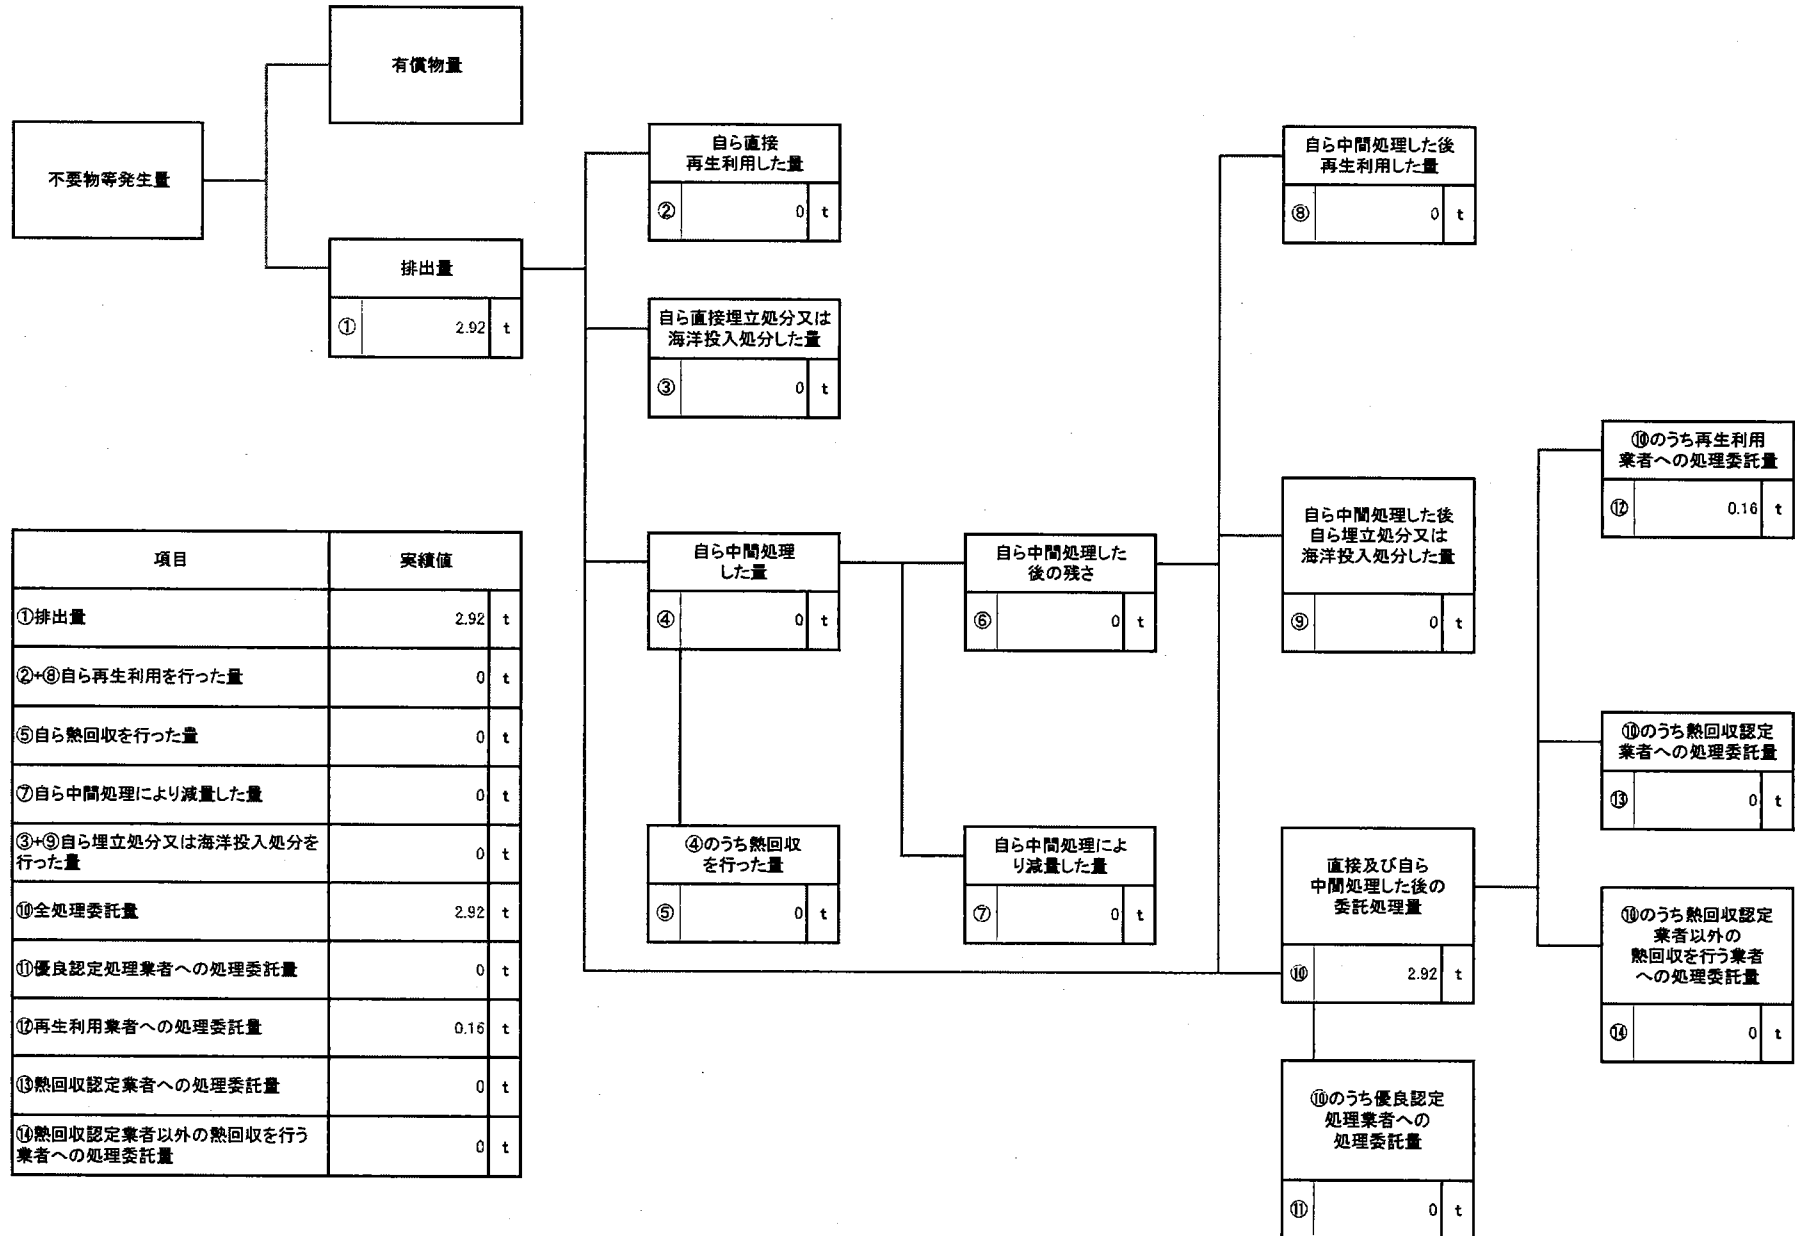 有償物量
不要物等発生量
排出量
① 2.92 t
自ら直接
再生利用した量
② 0 t
自ら直接埋立処分又は
海洋投入処分した量
③ 0 t
自ら中間処理
した量
④ 0 t
④のうち熱回収
を行った量
⑤ 0 t
自ら中間処理した
後の残さ
⑥ 0 t
自ら中間処理によ
り減量した量
⑦ 0 t
自ら中間処理した後
再生利用した量
⑧ 0 t
自ら中間処理した後
自ら埋立処分又は
海洋投入処分した量
⑨ 0 t
直接及び自ら
中間処理した後の
委託処理量
⑩ 2.92 t
⑩のうち優良認定
処理業者への
処理委託量
⑪ 0 t
⑩のうち再生利用
業者への処理委託量
⑫ 0.16 t
⑩のうち熱回収認定
業者への処理委託量
⑬ 0 t
⑩のうち熱回収認定
業者以外の
熱回収を行う業者
への処理委託量
⑭ 0 t
項目 実績値
①排出量 2.92 t
②+⑧自ら再生利用を行った量 0 t
⑤自ら熱回収を行った量 0 t
⑦自ら中間処理により減量した量 0 t
③+⑨自ら埋立処分又は海洋投入処分を
行った量 0 t
⑩全処理委託量 2.92 t
⑪優良認定処理業者への処理委託量 0 t
⑫再生利用業者への処理委託量 0.16 t
⑬熱回収認定業者への処理委託量 0 t
⑭熱回収認定業者以外の熱回収を行う
業者への処理委託量 0 t